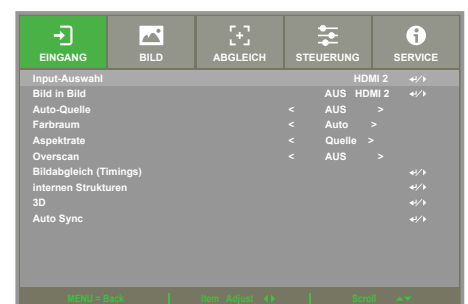 EINGANG BILD ABGLEICH STEUERUNG SERVICE
Input-Auswahl HDMI 2
Bild in Bild AUS HDMI 2
Auto-Quelle < AUS >
Farbraum < Auto >
Aspektrate < Quelle >
Overscan < AUS >
Bildabgleich (Timings)
internen Strukturen
3D
Auto Sync
MENU = Back | Item Adjust | Scroll